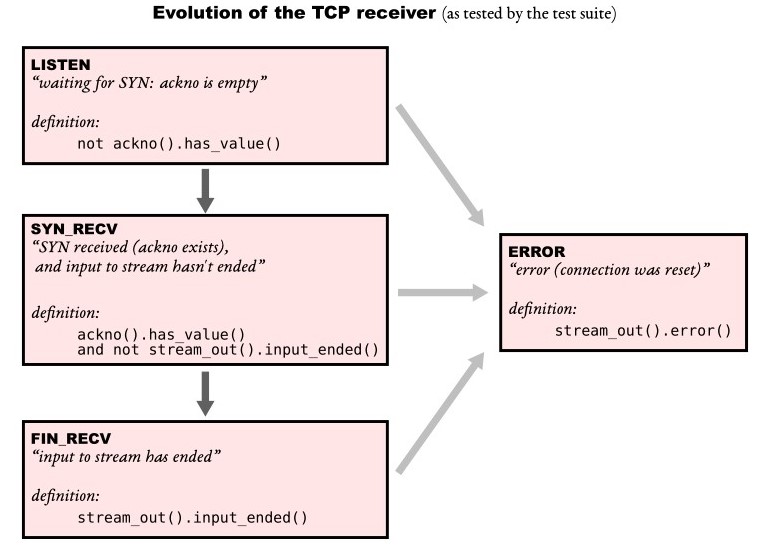 Evolution of the TCP receiver (as tested by the test suite)
LISTEN
“waiting for SYN: ackno is empty”
definition:
not ackno().has_value()
SYN_RECV
“SYN received (ackno exists),
and input to stream hasn't ended”
definition:
ackno().has_value()
and not stream_out().input_ended()
FIN_RECV
“input to stream has ended”
definition:
stream_out().input_ended()
ERROR
“error (connection was reset)”
definition:
stream_out().error()